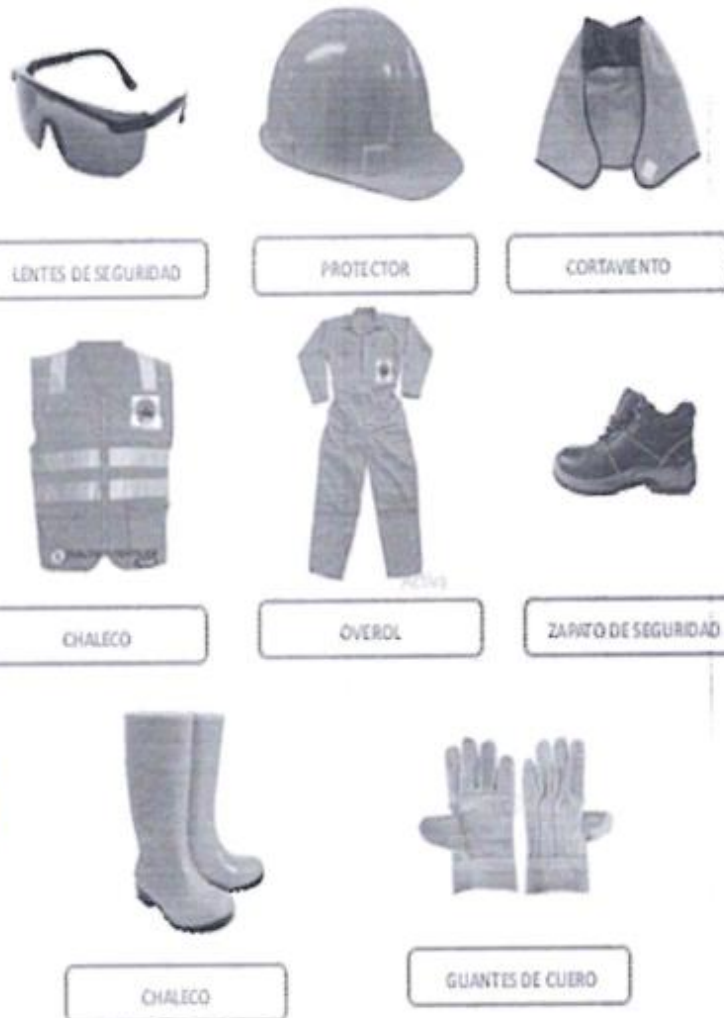 LENTES DE SEGURIDAD
PROTECTOR
CORTAVIENTO
CHALECO
OVEROL
ZAPATO DE SEGURIDAD
CHALECO
GUANTES DE CUERO